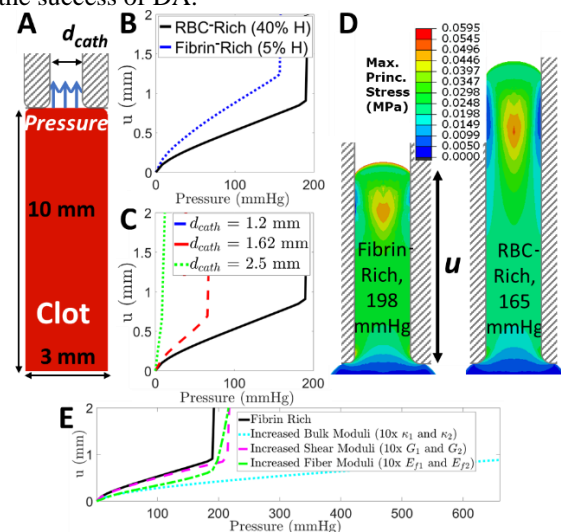 the success of DA.
A
d_cath
Pressure
10 mm
Clot
3 mm
B
RBC-Rich (40% H)
Fibrin-Rich (5% H)
u (mm)
2
1.5
1
0.5
0
0
100
200
Pressure (mmHg)
C
d_cath = 1.2 mm
d_cath = 1.62 mm
d_cath = 2.5 mm
u (mm)
2
1.5
1
0.5
0
0
100
200
Pressure (mmHg)
D
Max.
Princ.
Stress
(MPa)
0.0595
0.0545
0.0496
0.0446
0.0397
0.0347
0.0298
0.0248
0.0198
0.0149
0.0099
0.0050
0.0000
Fibrin-
Rich,
198
mmHg
u
RBC-
Rich,
165
mmHg
E
Fibrin Rich
Increased Bulk Moduli (10x κ₁ and κ₂)
Increased Shear Moduli (10x G₁ and G₂)
Increased Fiber Moduli (10x E_f1 and E_f2)
u (mm)
2
1
0
0
100
200
300
400
500
600
Pressure (mmHg)